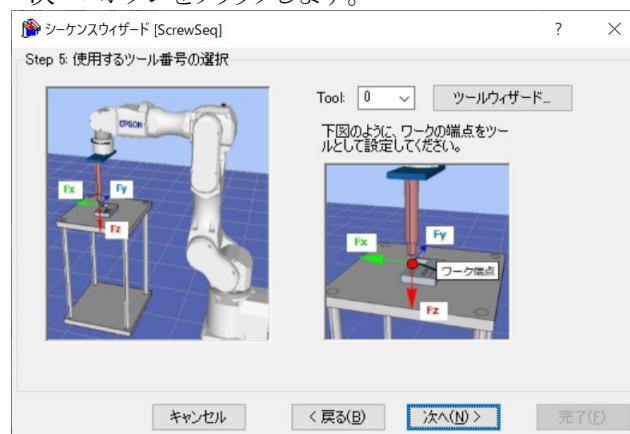 シーケンスウィザード [ScrewSeq]
Step 5: 使用するツール番号の選択
Tool: 0 ツールウィザード...
下図のように、ワークの端点をツー
ルとして設定してください。
EPSON
Fx Fy
Fz
Fx Fy
ワーク端点
Fz
キャンセル < 戻る(B) 次へ(N) > 完了(F)